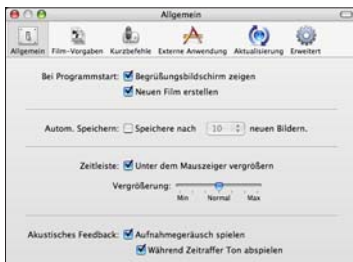 Allgemein
Allgemein Film-Vorgaben Kurzbefehle Externe Anwendung Aktualisierung Erweitert
Bei Programmstart: Begrüßungsbildschirm zeigen
Neuen Film erstellen
Autom. Speichern: Speichere nach 10 neuen Bildern.
Zeitleiste: Unter dem Mauszeiger vergrößern
Vergrößerung:
Min Normal Max
Akustisches Feedback: Aufnahmegeräusch spielen
Während Zeitraffer Ton abspielen